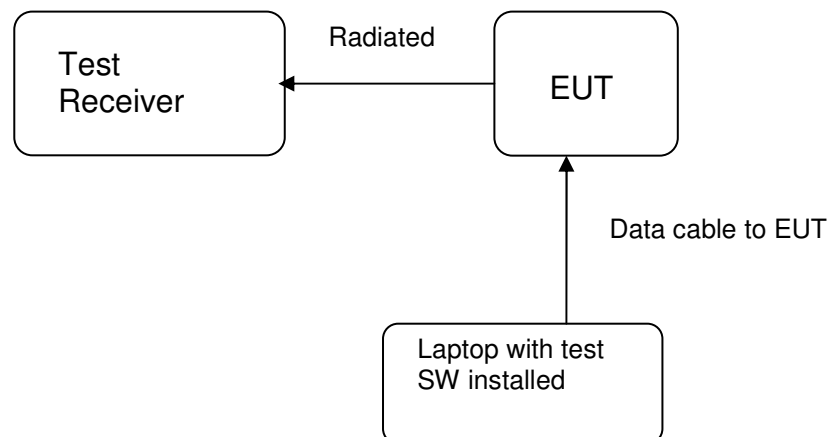 Radiated
Test
Receiver
EUT
Data cable to EUT
Laptop with test
SW installed